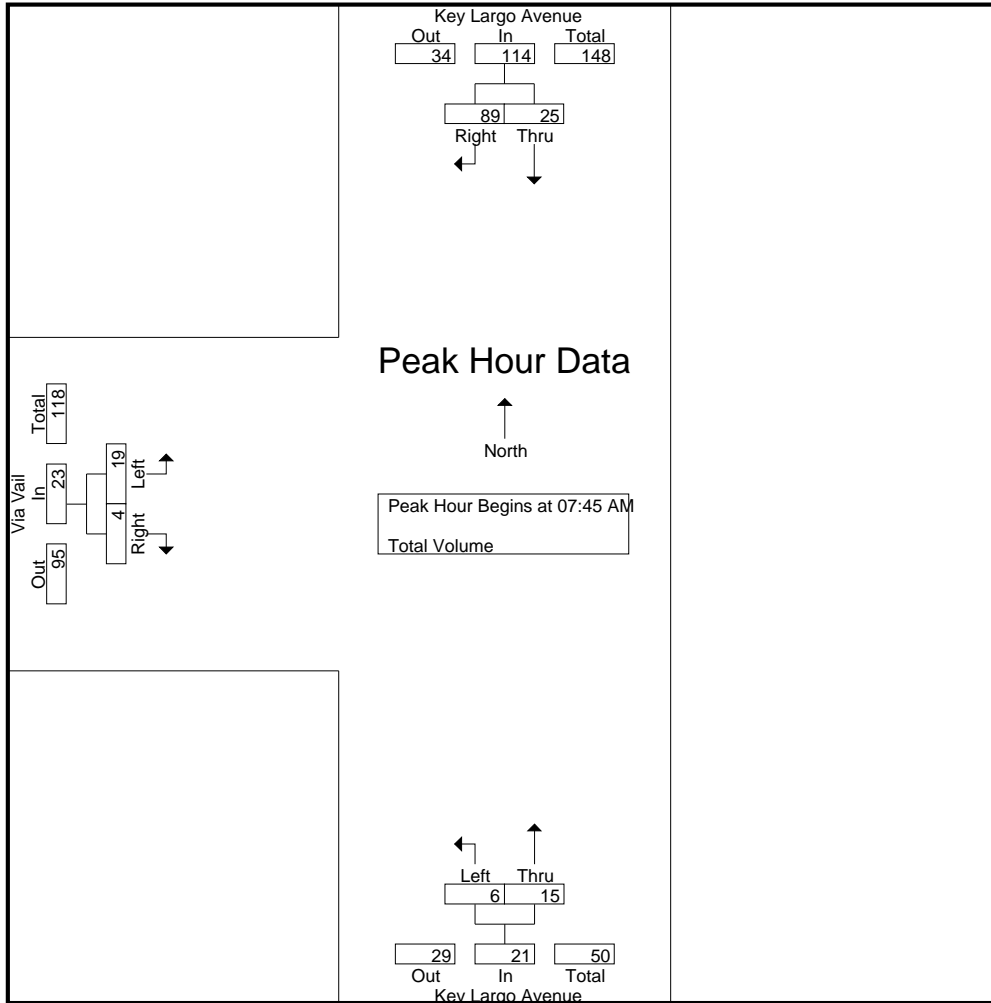 Key Largo Avenue
Out In Total
34 114 148
89 25
Right Thru
Peak Hour Data
North
Peak Hour Begins at 07:45 AM
Total Volume
Via Vail
Out In Total
95 23 118
4 19
Right Left
Left Thru
6 15
29 21 50
Out In Total
Key Largo Avenue